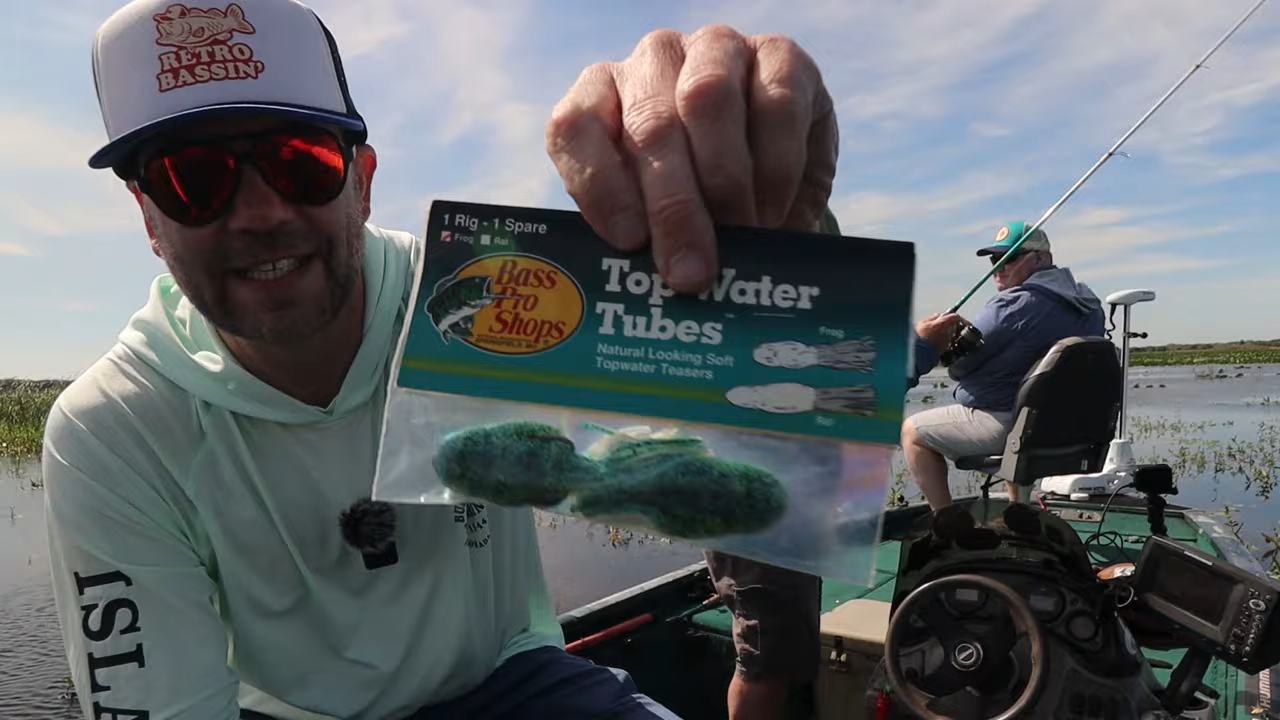 RETRO
BASSIN'
1 Rig - 1 Spare
Frog
Rat
Bass
Pro
Shops
Top Water
Tubes
Natural Looking Soft
Topwater Teasers
Frog
Rat
ISLA